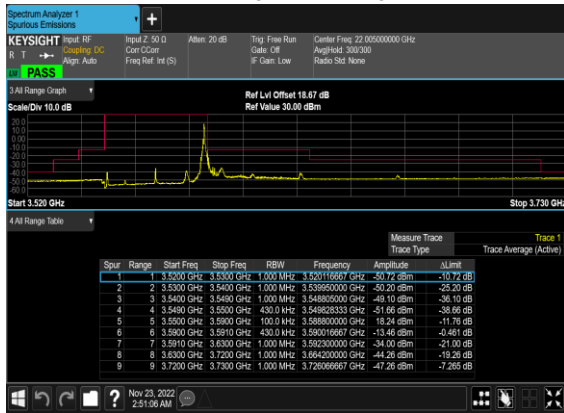 Spectrum Analyzer 1
Spurious Emissions
KEYSIGHT Input: RF Input Z: 50 Ω Atten: 20 dB Trig: Free Run Center Freq: 22.005000000 GHz
R T Coupling: DC Corr CCorr Gate: Off Avg|Hold: 300/300
Align: Auto Freq Ref: Int (S) IF Gain: Low Radio Std: None
PASS
3 All Range Graph
Ref Lvl Offset 18.67 dB
Scale/Div 10.0 dB Ref Value 30.00 dBm
20.0
10.0
0.00
-10.0
-20.0
-30.0
-40.0
-50.0
-60.0
Start 3.520 GHz Stop 3.730 GHz
4 All Range Table
Measure Trace Trace 1
Trace Type Trace Average (Active)
Spur Range Start Freq Stop Freq RBW Frequency Amplitude ΔLimit
1 1 3.5200 GHz 3.5300 GHz 1.000 MHz 3.520116667 GHz -50.72 dBm -10.72 dB
2 2 3.5300 GHz 3.5400 GHz 1.000 MHz 3.539950000 GHz -50.20 dBm -25.20 dB
3 3 3.5400 GHz 3.5490 GHz 1.000 MHz 3.548805000 GHz -49.10 dBm -36.10 dB
4 4 3.5490 GHz 3.5500 GHz 430.0 kHz 3.549828333 GHz -51.66 dBm -38.66 dB
5 5 3.5500 GHz 3.5900 GHz 100.0 kHz 3.588800000 GHz 18.24 dBm -11.76 dB
6 6 3.5900 GHz 3.5910 GHz 430.0 kHz 3.590016667 GHz -13.46 dBm -0.461 dB
7 7 3.5910 GHz 3.6300 GHz 1.000 MHz 3.592300000 GHz -34.00 dBm -21.00 dB
8 8 3.6300 GHz 3.7200 GHz 1.000 MHz 3.664200000 GHz -44.26 dBm -19.26 dB
9 9 3.7200 GHz 3.7300 GHz 1.000 MHz 3.726066667 GHz -47.26 dBm -7.265 dB
? Nov 23, 2022
2:51:06 AM